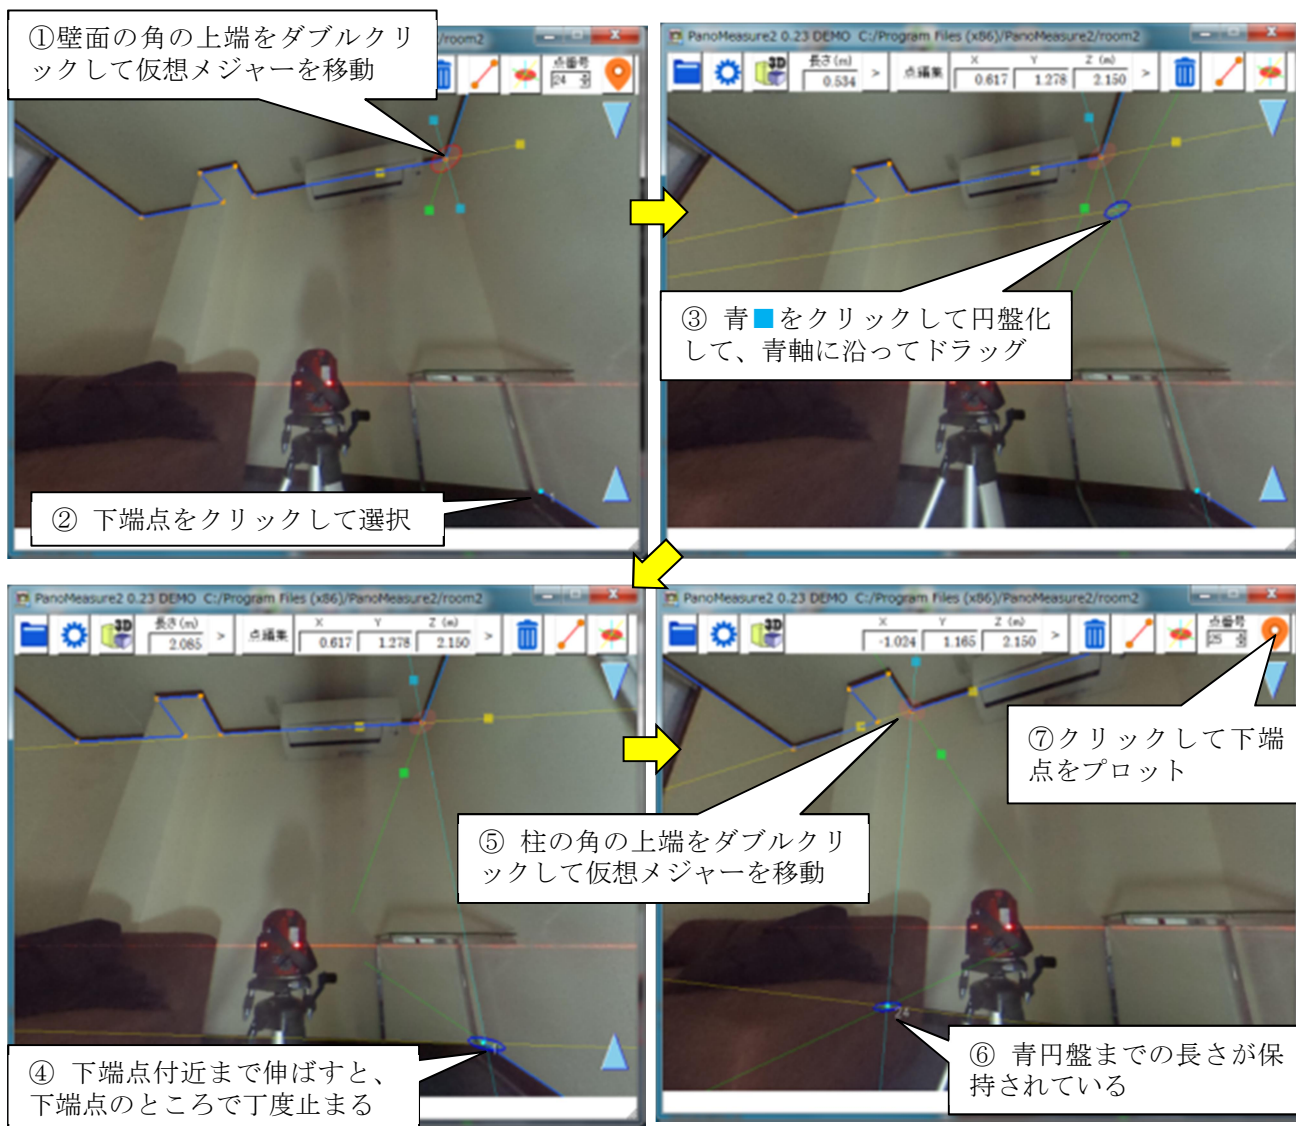 ①壁面の角の上端をダブルクリ
ックして仮想メジャーを移動
/room2
点番号
24
② 下端点をクリックして選択
PanoMeasure2 0.23 DEMO C:/Program Files (x86)/PanoMeasure2/room2
3D
長さ(m)
0.534
>
点編集
X Y Z (m)
0.617 1.278 2.150
>
③ 青■をクリックして円盤化
して、青軸に沿ってドラッグ
PanoMeasure2 0.23 DEMO C:/Program Files (x86)/PanoMeasure2/room2
3D
長さ(m)
2.085
>
点編集
X Y Z (m)
0.617 1.278 2.150
>
④ 下端点付近まで伸ばすと、
下端点のところで丁度止まる
PanoMeasure2 0.23 DEMO C:/Program Files (x86)/PanoMeasure2/room2
3D
X Y Z (m)
-1.024 1.165 2.150
>
点番号
25
⑦クリックして下端
点をプロット
⑤ 柱の角の上端をダブルクリ
ックして仮想メジャーを移動
24
⑥ 青円盤までの長さが保
持されている